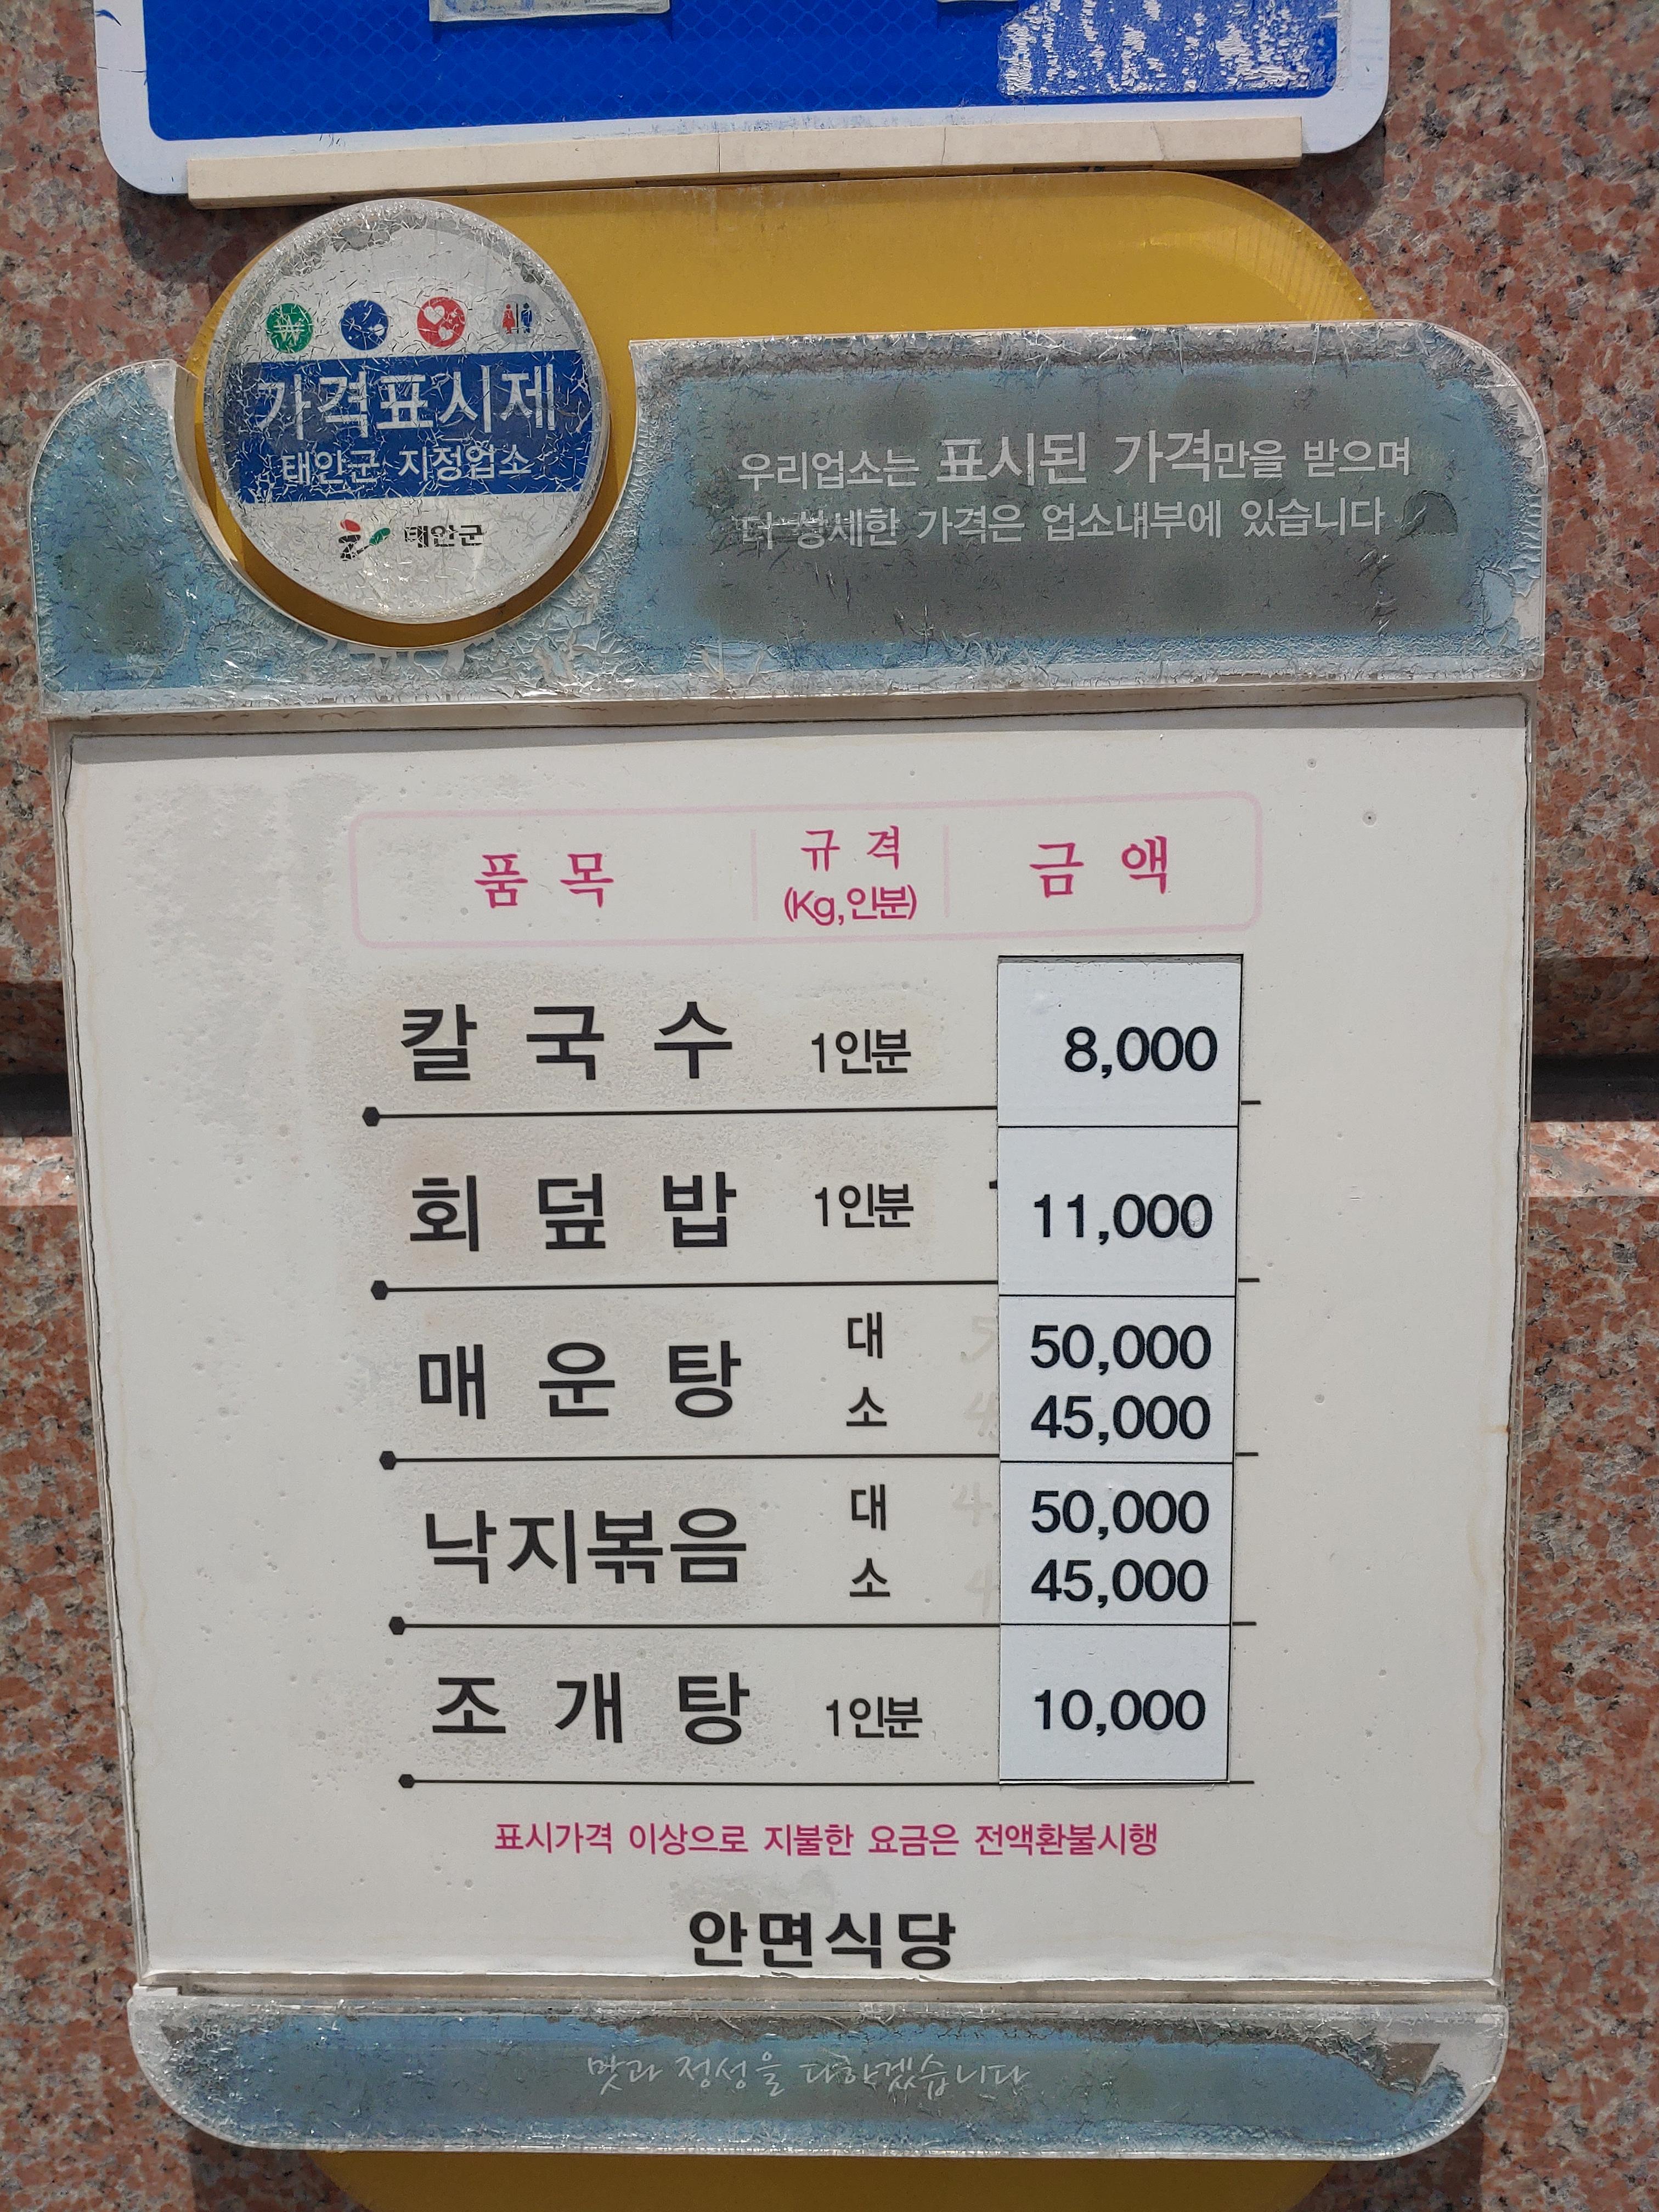 가격표시제
태안군 지정업소
태안군
우리업소는 표시된 가격만을 받으며
더 상세한 가격은 업소내부에 있습니다
품 목 규 격 (Kg,인분) 금 액
칼 국 수 1인분 8,000
회 덮 밥 1인분 11,000
매 운 탕 대 50,000
소 45,000
낙지볶음 대 50,000
소 45,000
조 개 탕 1인분 10,000
표시가격 이상으로 지불한 요금은 전액환불시행
안면식당
맛과 정성을 다하겠습니다